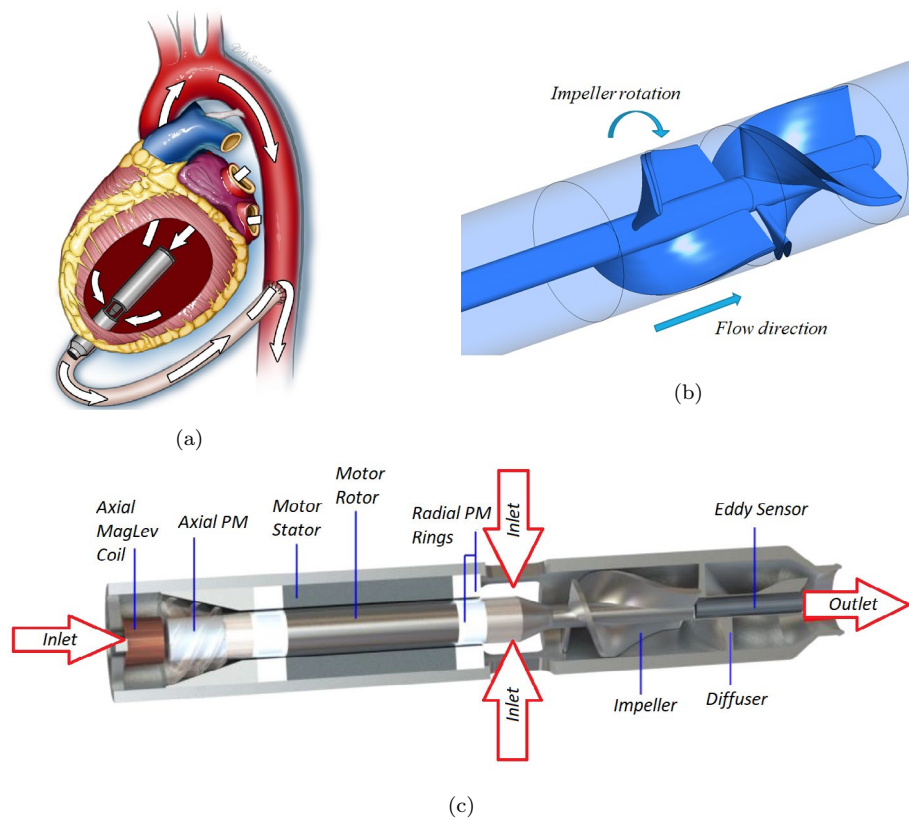 Impeller rotation
Flow direction
(a)
(b)
Axial
MagLev
Coil
Axial PM
Motor
Stator
Motor
Rotor
Radial PM
Rings
Inlet
Eddy Sensor
Inlet
Outlet
Inlet
Impeller
Diffuser
(c)